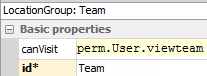 LocationGroup: Team
Basic properties
canVisit perm.User.viewteam
id* Team